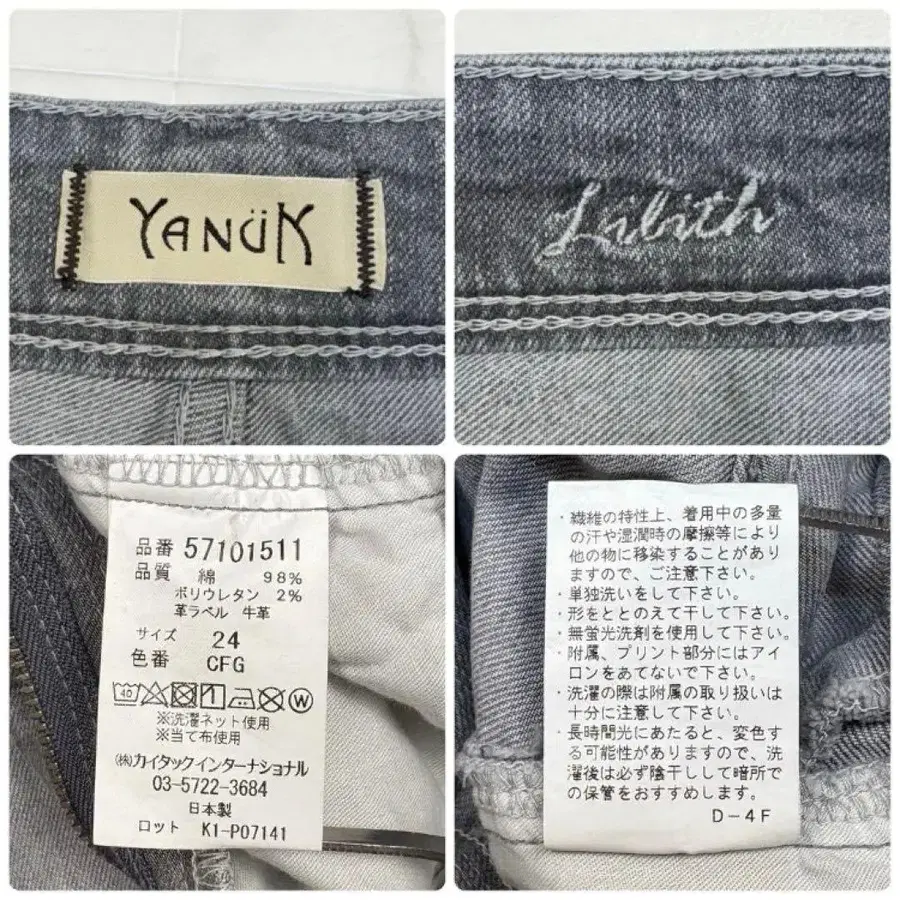 YANÜK
Lilith
品番 57101511
品質 綿 98%
ポリウレタン 2%
革ラベル 牛革
サイズ 24
色番 CFG
40 W
※洗濯ネット使用
※当て布使用
㈱カイタックインターナショナル
03-5722-3684
日本製
ロット K1-P07141
・繊維の特性上、着用中の多量
の汗や湿潤時の摩擦等により
他の物に移染することがあり
ますので、ご注意下さい。
・単独洗いをして下さい。
・形をととのえて干して下さい。
・無蛍光洗剤を使用して下さい。
・附属、プリント部分にはアイ
ロンをあてないで下さい。
・洗濯の際は附属の取り扱いは
十分に注意して下さい。
・長時間光にあたると、変色す
る可能性がありますので、洗
濯後は必ず陰干しして暗所で
の保管をおすすめします。
D-4F